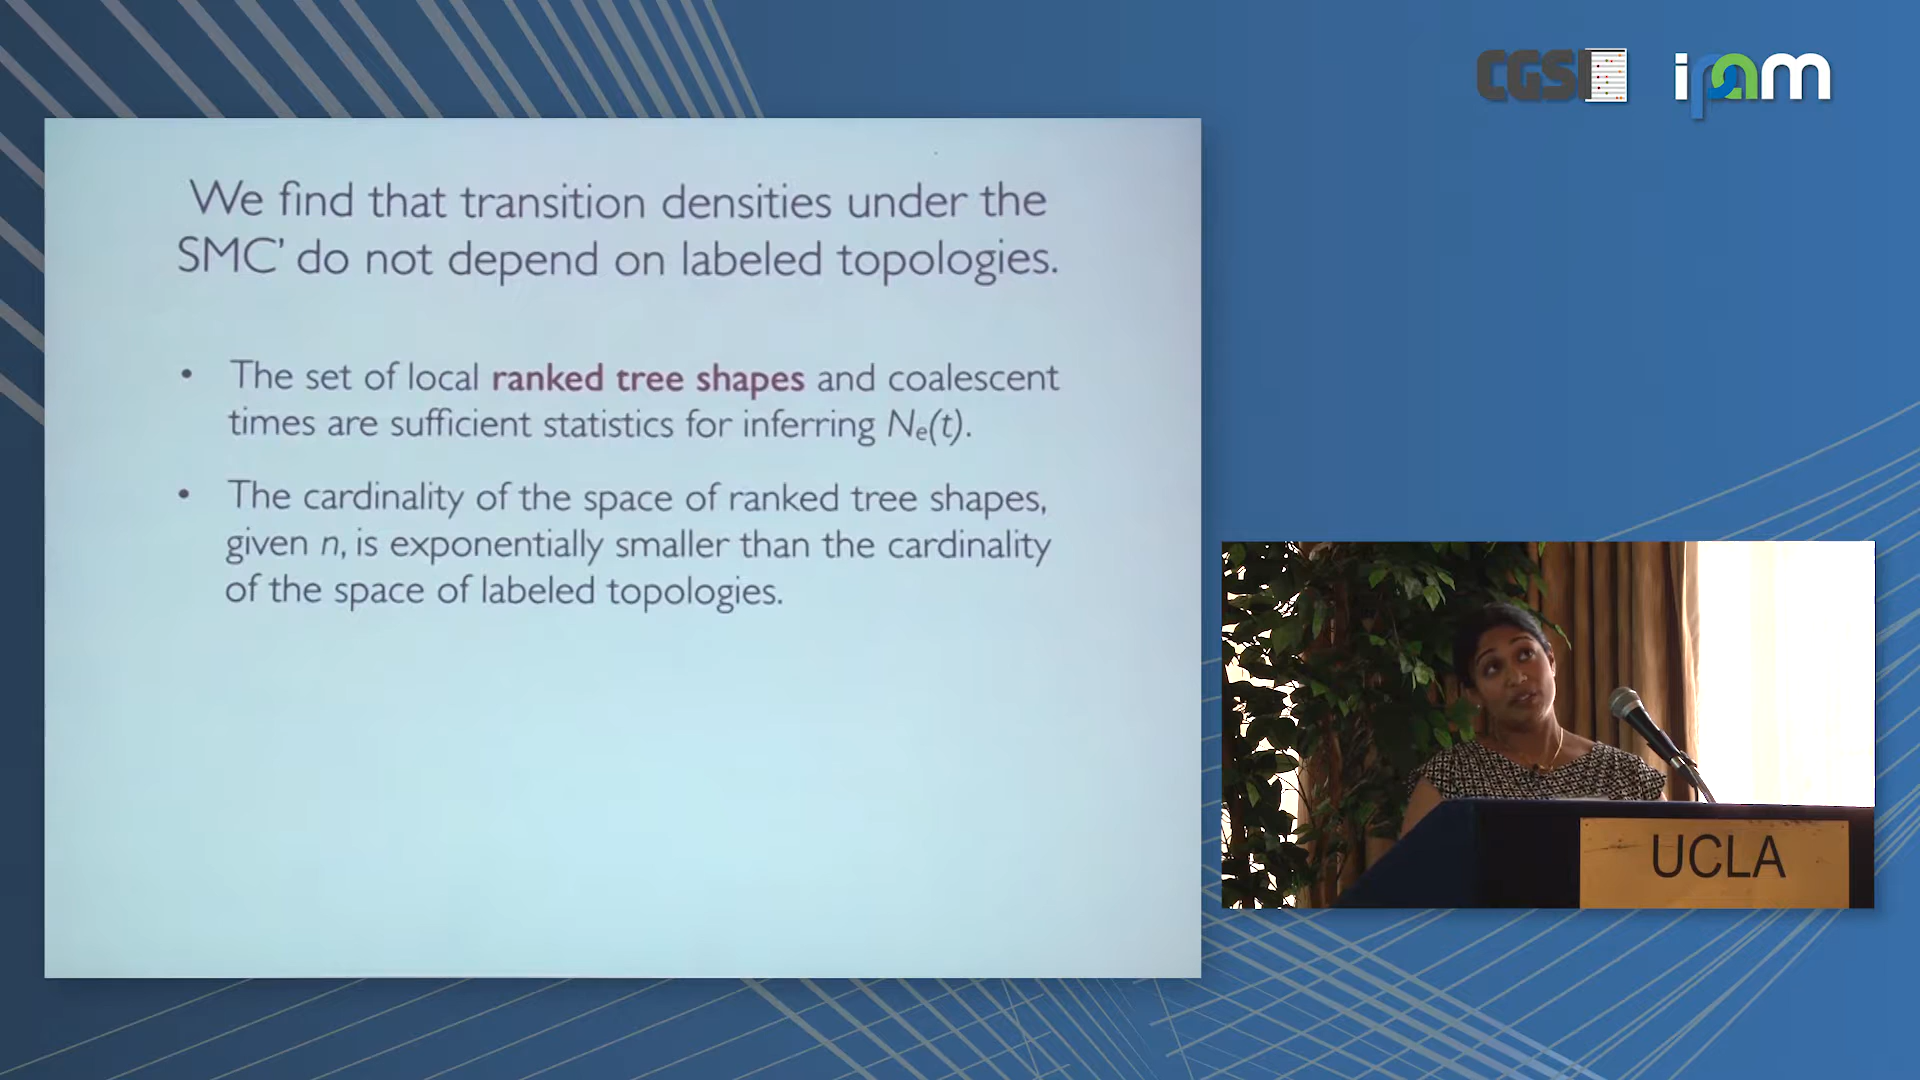 CGSI
ipam
We find that transition densities under the
SMC' do not depend on labeled topologies.
• The set of local ranked tree shapes and coalescent
times are sufficient statistics for inferring Ne(t).
• The cardinality of the space of ranked tree shapes,
given n, is exponentially smaller than the cardinality
of the space of labeled topologies.
UCLA